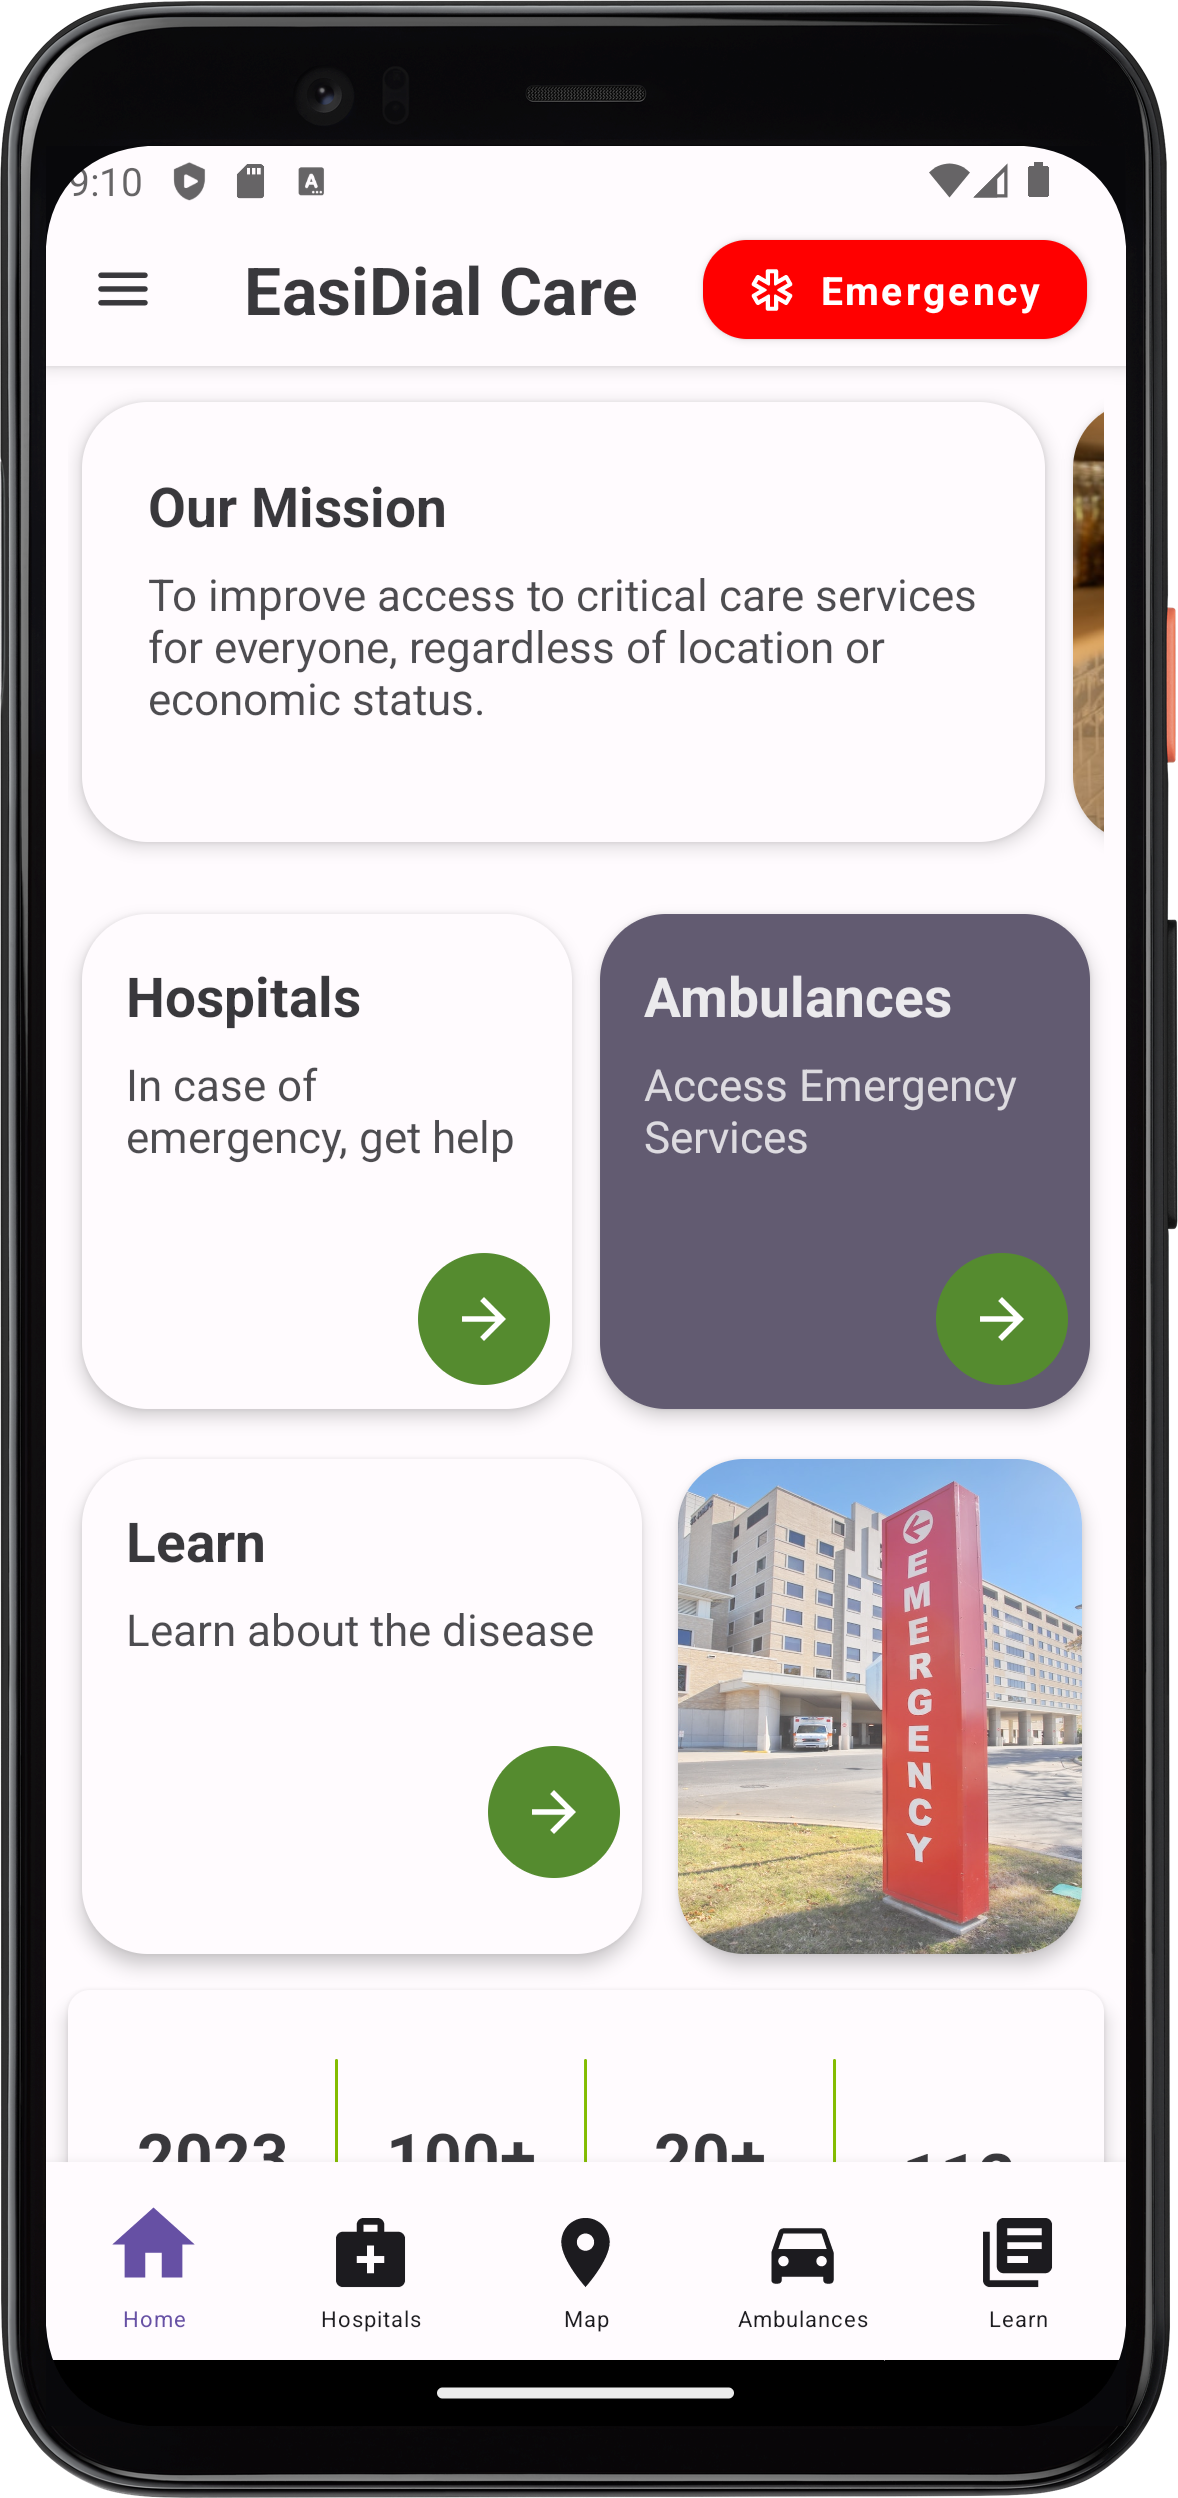 9:10
EasiDial Care
Emergency
Our Mission
To improve access to critical care services
for everyone, regardless of location or
economic status.
Hospitals
In case of
emergency, get help
Ambulances
Access Emergency
Services
Learn
Learn about the disease
EMERGENCY
2023 100+ 20+
Home Hospitals Map Ambulances Learn